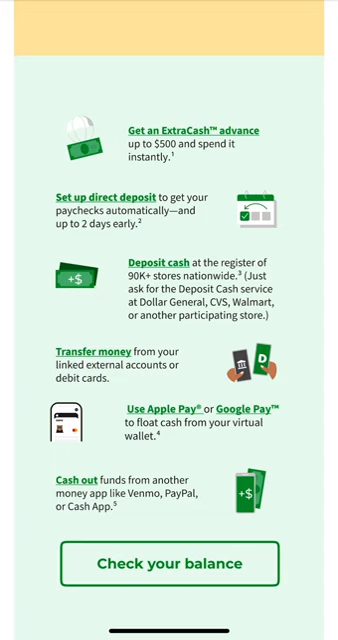 Get an ExtraCash™ advance
up to $500 and spend it
instantly.¹
Set up direct deposit to get your
paychecks automatically—and
up to 2 days early.²
+$
Deposit cash at the register of
90K+ stores nationwide.³ (Just
ask for the Deposit Cash service
at Dollar General, CVS, Walmart,
or another participating store.)
Transfer money from your
linked external accounts or
debit cards.
D
Use Apple Pay® or Google Pay™
to float cash from your virtual
wallet.⁴
Cash out funds from another
money app like Venmo, PayPal,
or Cash App.⁵
+$
Check your balance